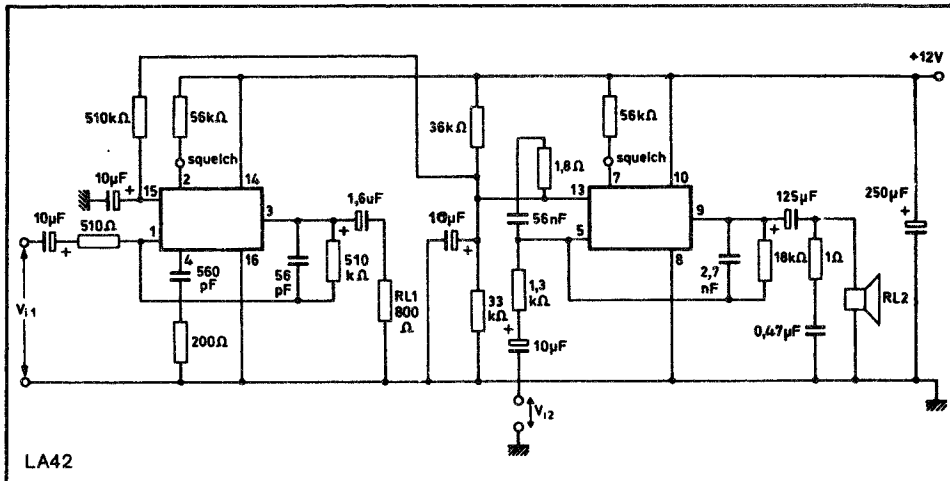 +12V
510kΩ
56kΩ
36kΩ
56kΩ
squelch
squelch
1,8Ω
10µF
+
15
2
14
13
7
10
125µF
250µF
+
10µF
+
510Ω
1
3
1,6uF
+
10µF
+
56nF
5
9
+
4
16
8
560
pF
56
pF
510
kΩ
RL1
800
Ω
33
kΩ
1,3
kΩ
+
10µF
2,7
nF
18kΩ
1Ω
RL2
Vi1
200Ω
0,47µF
Vi2
LA42